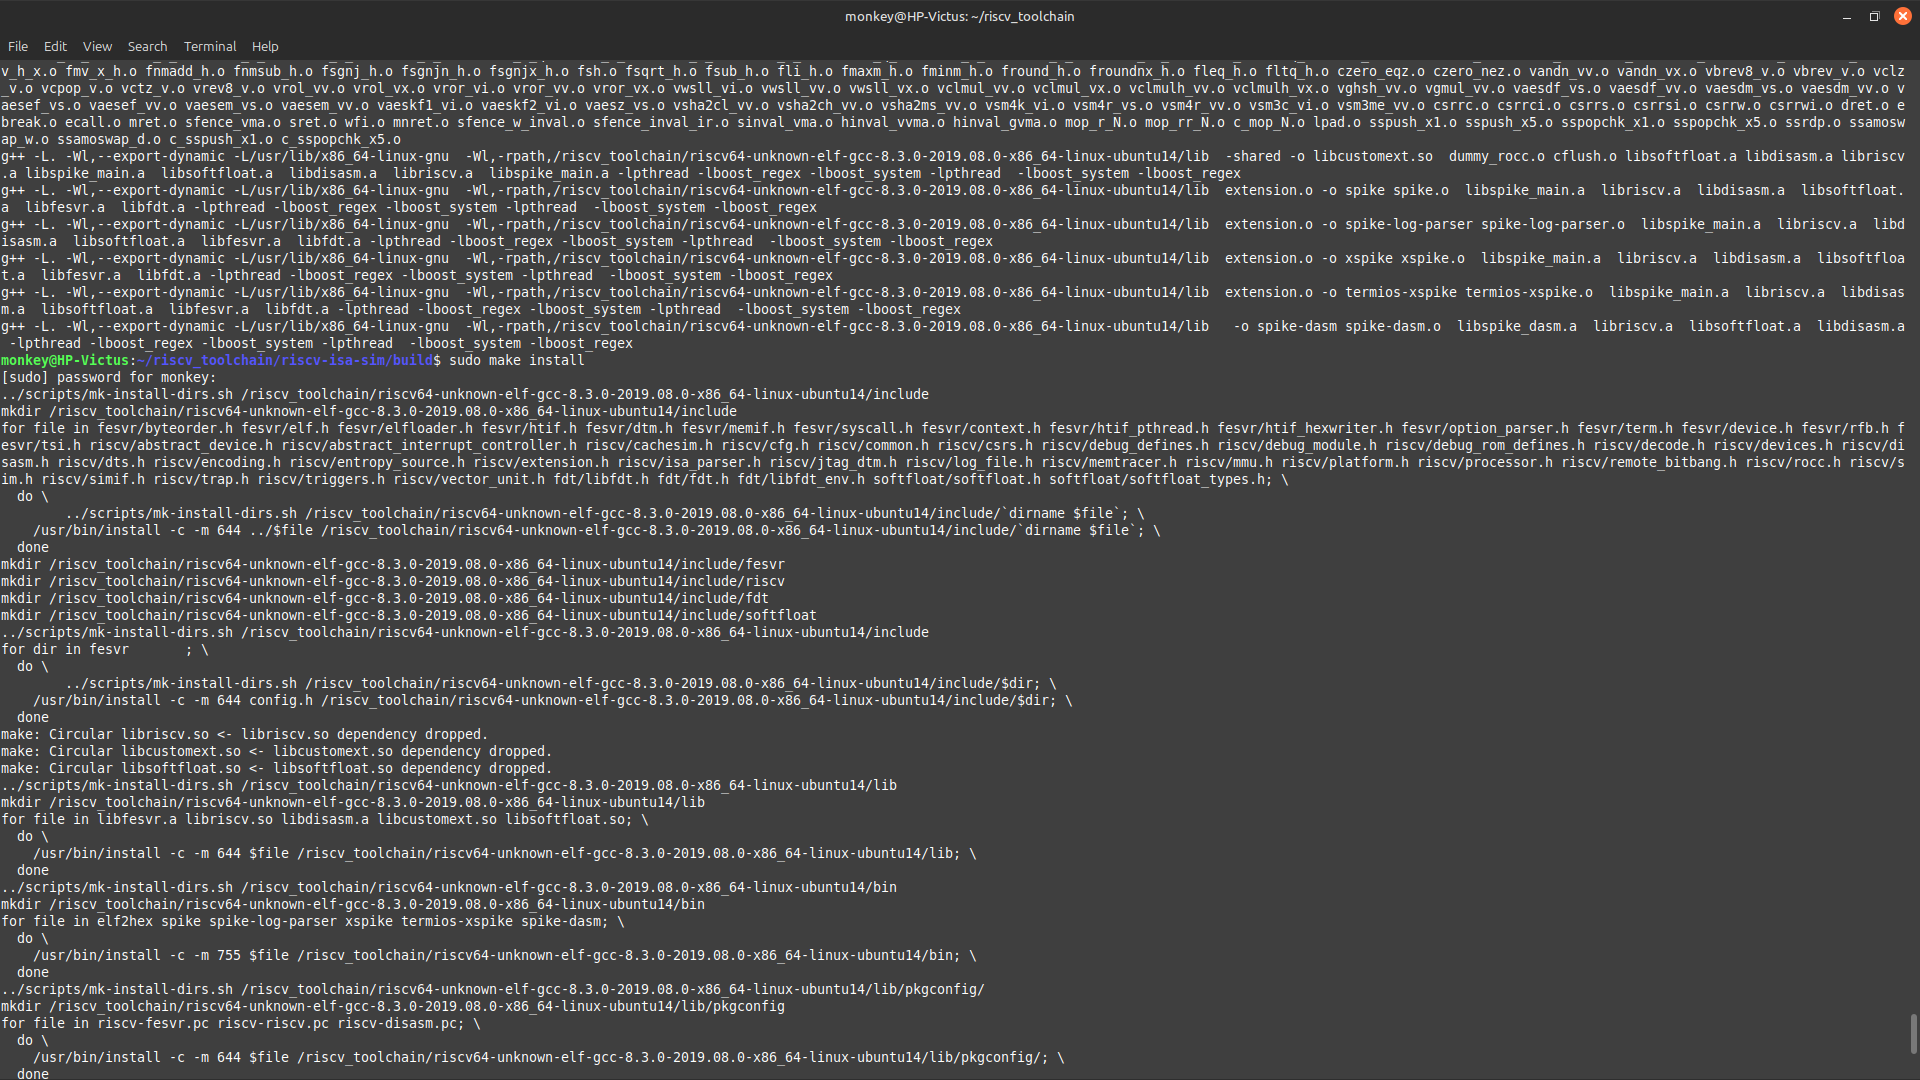 monkey@HP-Victus: ~/riscv_toolchain
File Edit View Search Terminal Help
v_h_x.o fmv_x_h.o fnmadd_h.o fnmsub_h.o fsgnj_h.o fsgnjn_h.o fsgnjx_h.o fsh.o fsqrt_h.o fsub_h.o fli_h.o fmaxm_h.o fminm_h.o fround_h.o froundnx_h.o fleq_h.o fltq_h.o czero_eqz.o czero_nez.o vandn_vv.o vandn_vx.o vbrev8_v.o vbrev_v.o vclz
_v.o vcpop_v.o vctz_v.o vrev8_v.o vrol_vv.o vrol_vx.o vror_vi.o vror_vv.o vror_vx.o vwsll_vi.o vwsll_vv.o vwsll_vx.o vclmul_vv.o vclmul_vx.o vclmulh_vv.o vclmulh_vx.o vghsh_vv.o vgmul_vv.o vaesdf_vs.o vaesdf_vv.o vaesdm_vs.o vaesdm_vv.o v
aesef_vs.o vaesef_vv.o vaesem_vs.o vaesem_vv.o vaeskf1_vi.o vaeskf2_vi.o vaesz_vs.o vsha2cl_vv.o vsha2ch_vv.o vsha2ms_vv.o vsm4k_vi.o vsm4r_vs.o vsm4r_vv.o vsm3c_vi.o vsm3me_vv.o csrrc.o csrrci.o csrrs.o csrrsi.o csrrw.o csrrwi.o dret.o e
break.o ecall.o mret.o sfence_vma.o sret.o wfi.o mnret.o sfence_w_inval.o sfence_inval_ir.o sinval_vma.o hinval_vvma.o hinval_gvma.o mop_r_N.o mop_rr_N.o c_mop_N.o lpad.o sspush_x1.o sspush_x5.o sspopchk_x1.o sspopchk_x5.o ssrdp.o ssamosw
ap_w.o ssamoswap_d.o c_sspush_x1.o c_sspopchk_x5.o
g++ -L. -Wl,--export-dynamic -L/usr/lib/x86_64-linux-gnu  -Wl,-rpath,/riscv_toolchain/riscv64-unknown-elf-gcc-8.3.0-2019.08.0-x86_64-linux-ubuntu14/lib  -shared -o libcustomext.so  dummy_rocc.o cflush.o libsoftfloat.a libdisasm.a libriscv
.a libspike_main.a  libsoftfloat.a  libdisasm.a  libriscv.a  libspike_main.a -lpthread -lboost_regex -lboost_system -lpthread  -lboost_system -lboost_regex
g++ -L. -Wl,--export-dynamic -L/usr/lib/x86_64-linux-gnu  -Wl,-rpath,/riscv_toolchain/riscv64-unknown-elf-gcc-8.3.0-2019.08.0-x86_64-linux-ubuntu14/lib  extension.o -o spike spike.o  libspike_main.a  libriscv.a  libdisasm.a  libsoftfloat.
a  libfesvr.a  libfdt.a -lpthread -lboost_regex -lboost_system -lpthread  -lboost_system -lboost_regex
g++ -L. -Wl,--export-dynamic -L/usr/lib/x86_64-linux-gnu  -Wl,-rpath,/riscv_toolchain/riscv64-unknown-elf-gcc-8.3.0-2019.08.0-x86_64-linux-ubuntu14/lib  extension.o -o spike-log-parser spike-log-parser.o  libspike_main.a  libriscv.a  libd
isasm.a  libsoftfloat.a  libfesvr.a  libfdt.a -lpthread -lboost_regex -lboost_system -lpthread  -lboost_system -lboost_regex
g++ -L. -Wl,--export-dynamic -L/usr/lib/x86_64-linux-gnu  -Wl,-rpath,/riscv_toolchain/riscv64-unknown-elf-gcc-8.3.0-2019.08.0-x86_64-linux-ubuntu14/lib  extension.o -o xspike xspike.o  libspike_main.a  libriscv.a  libdisasm.a  libsoftfloa
t.a  libfesvr.a  libfdt.a -lpthread -lboost_regex -lboost_system -lpthread  -lboost_system -lboost_regex
g++ -L. -Wl,--export-dynamic -L/usr/lib/x86_64-linux-gnu  -Wl,-rpath,/riscv_toolchain/riscv64-unknown-elf-gcc-8.3.0-2019.08.0-x86_64-linux-ubuntu14/lib  extension.o -o termios-xspike termios-xspike.o  libspike_main.a  libriscv.a  libdisas
m.a  libsoftfloat.a  libfesvr.a  libfdt.a -lpthread -lboost_regex -lboost_system -lpthread  -lboost_system -lboost_regex
g++ -L. -Wl,--export-dynamic -L/usr/lib/x86_64-linux-gnu  -Wl,-rpath,/riscv_toolchain/riscv64-unknown-elf-gcc-8.3.0-2019.08.0-x86_64-linux-ubuntu14/lib   -o spike-dasm spike-dasm.o  libspike_dasm.a  libriscv.a  libsoftfloat.a  libdisasm.a
 -lpthread -lboost_regex -lboost_system -lpthread  -lboost_system -lboost_regex
monkey@HP-Victus:~/riscv_toolchain/riscv-isa-sim/build$ sudo make install
[sudo] password for monkey:
../scripts/mk-install-dirs.sh /riscv_toolchain/riscv64-unknown-elf-gcc-8.3.0-2019.08.0-x86_64-linux-ubuntu14/include
mkdir /riscv_toolchain/riscv64-unknown-elf-gcc-8.3.0-2019.08.0-x86_64-linux-ubuntu14/include
for file in fesvr/byteorder.h fesvr/elf.h fesvr/elfloader.h fesvr/htif.h fesvr/dtm.h fesvr/memif.h fesvr/syscall.h fesvr/context.h fesvr/htif_pthread.h fesvr/htif_hexwriter.h fesvr/option_parser.h fesvr/term.h fesvr/device.h fesvr/rfb.h f
esvr/tsi.h riscv/abstract_device.h riscv/abstract_interrupt_controller.h riscv/cachesim.h riscv/cfg.h riscv/common.h riscv/csrs.h riscv/debug_defines.h riscv/debug_module.h riscv/debug_rom_defines.h riscv/decode.h riscv/devices.h riscv/di
sasm.h riscv/dts.h riscv/encoding.h riscv/entropy_source.h riscv/extension.h riscv/isa_parser.h riscv/jtag_dtm.h riscv/log_file.h riscv/memtracer.h riscv/mmu.h riscv/platform.h riscv/processor.h riscv/remote_bitbang.h riscv/rocc.h riscv/s
im.h riscv/simif.h riscv/trap.h riscv/triggers.h riscv/vector_unit.h fdt/libfdt.h fdt/fdt.h fdt/libfdt_env.h softfloat/softfloat.h softfloat/softfloat_types.h; \
  do \
        ../scripts/mk-install-dirs.sh /riscv_toolchain/riscv64-unknown-elf-gcc-8.3.0-2019.08.0-x86_64-linux-ubuntu14/include/`dirname $file`; \
    /usr/bin/install -c -m 644 ../$file /riscv_toolchain/riscv64-unknown-elf-gcc-8.3.0-2019.08.0-x86_64-linux-ubuntu14/include/`dirname $file`; \
  done
mkdir /riscv_toolchain/riscv64-unknown-elf-gcc-8.3.0-2019.08.0-x86_64-linux-ubuntu14/include/fesvr
mkdir /riscv_toolchain/riscv64-unknown-elf-gcc-8.3.0-2019.08.0-x86_64-linux-ubuntu14/include/riscv
mkdir /riscv_toolchain/riscv64-unknown-elf-gcc-8.3.0-2019.08.0-x86_64-linux-ubuntu14/include/fdt
mkdir /riscv_toolchain/riscv64-unknown-elf-gcc-8.3.0-2019.08.0-x86_64-linux-ubuntu14/include/softfloat
../scripts/mk-install-dirs.sh /riscv_toolchain/riscv64-unknown-elf-gcc-8.3.0-2019.08.0-x86_64-linux-ubuntu14/include
for dir in fesvr       ; \
  do \
        ../scripts/mk-install-dirs.sh /riscv_toolchain/riscv64-unknown-elf-gcc-8.3.0-2019.08.0-x86_64-linux-ubuntu14/include/$dir; \
    /usr/bin/install -c -m 644 config.h /riscv_toolchain/riscv64-unknown-elf-gcc-8.3.0-2019.08.0-x86_64-linux-ubuntu14/include/$dir; \
  done
make: Circular libriscv.so <- libriscv.so dependency dropped.
make: Circular libcustomext.so <- libcustomext.so dependency dropped.
make: Circular libsoftfloat.so <- libsoftfloat.so dependency dropped.
../scripts/mk-install-dirs.sh /riscv_toolchain/riscv64-unknown-elf-gcc-8.3.0-2019.08.0-x86_64-linux-ubuntu14/lib
mkdir /riscv_toolchain/riscv64-unknown-elf-gcc-8.3.0-2019.08.0-x86_64-linux-ubuntu14/lib
for file in libfesvr.a libriscv.so libdisasm.a libcustomext.so libsoftfloat.so; \
  do \
    /usr/bin/install -c -m 644 $file /riscv_toolchain/riscv64-unknown-elf-gcc-8.3.0-2019.08.0-x86_64-linux-ubuntu14/lib; \
  done
../scripts/mk-install-dirs.sh /riscv_toolchain/riscv64-unknown-elf-gcc-8.3.0-2019.08.0-x86_64-linux-ubuntu14/bin
mkdir /riscv_toolchain/riscv64-unknown-elf-gcc-8.3.0-2019.08.0-x86_64-linux-ubuntu14/bin
for file in elf2hex spike spike-log-parser xspike termios-xspike spike-dasm; \
  do \
    /usr/bin/install -c -m 755 $file /riscv_toolchain/riscv64-unknown-elf-gcc-8.3.0-2019.08.0-x86_64-linux-ubuntu14/bin; \
  done
../scripts/mk-install-dirs.sh /riscv_toolchain/riscv64-unknown-elf-gcc-8.3.0-2019.08.0-x86_64-linux-ubuntu14/lib/pkgconfig/
mkdir /riscv_toolchain/riscv64-unknown-elf-gcc-8.3.0-2019.08.0-x86_64-linux-ubuntu14/lib/pkgconfig
for file in riscv-fesvr.pc riscv-riscv.pc riscv-disasm.pc; \
  do \
    /usr/bin/install -c -m 644 $file /riscv_toolchain/riscv64-unknown-elf-gcc-8.3.0-2019.08.0-x86_64-linux-ubuntu14/lib/pkgconfig/; \
  done